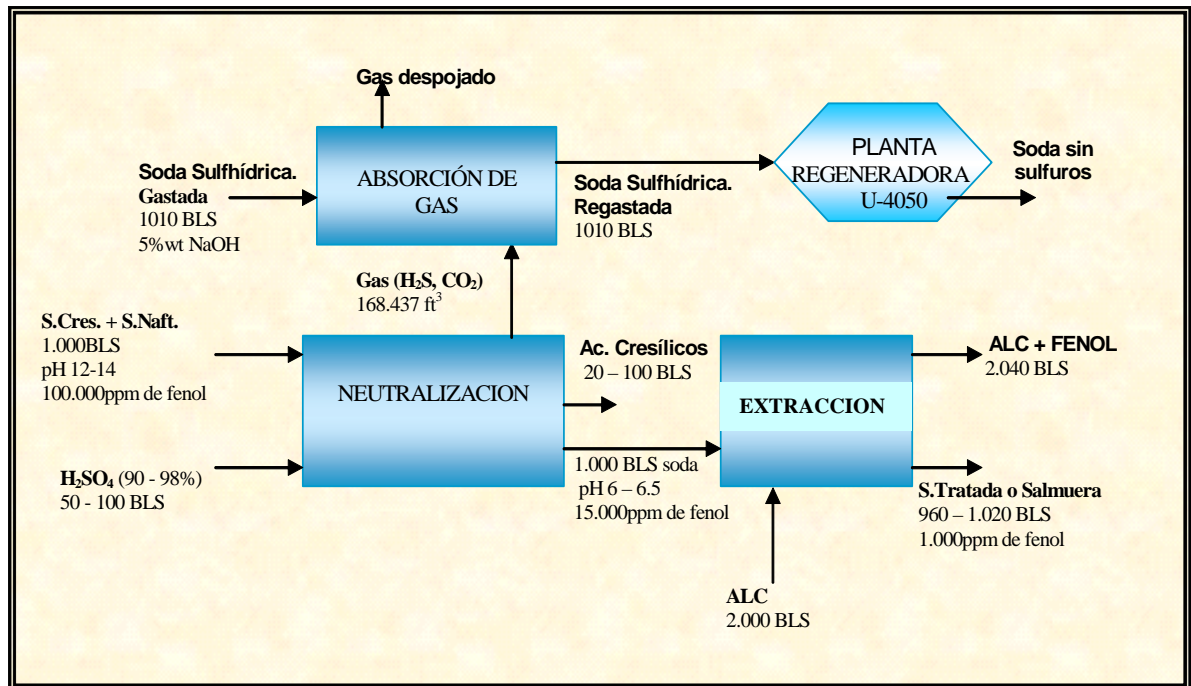 Gas despojado
Soda Sulfhídrica.
Gastada
1010 BLS
5%wt NaOH
ABSORCIÓN DE
GAS
Soda Sulfhídrica.
Regastada
1010 BLS
PLANTA
REGENERADORA
U-4050
Soda sin
sulfuros
Gas (H₂S, CO₂)
168.437 ft³
S.Cres. + S.Naft.
1.000BLS
pH 12-14
100.000ppm de fenol
H₂SO₄ (90 - 98%)
50 - 100 BLS
NEUTRALIZACION
Ac. Cresílicos
20 – 100 BLS
1.000 BLS soda
pH 6 – 6.5
15.000ppm de fenol
EXTRACCION
ALC
2.000 BLS
ALC + FENOL
2.040 BLS
S.Tratada o Salmuera
960 – 1.020 BLS
1.000ppm de fenol